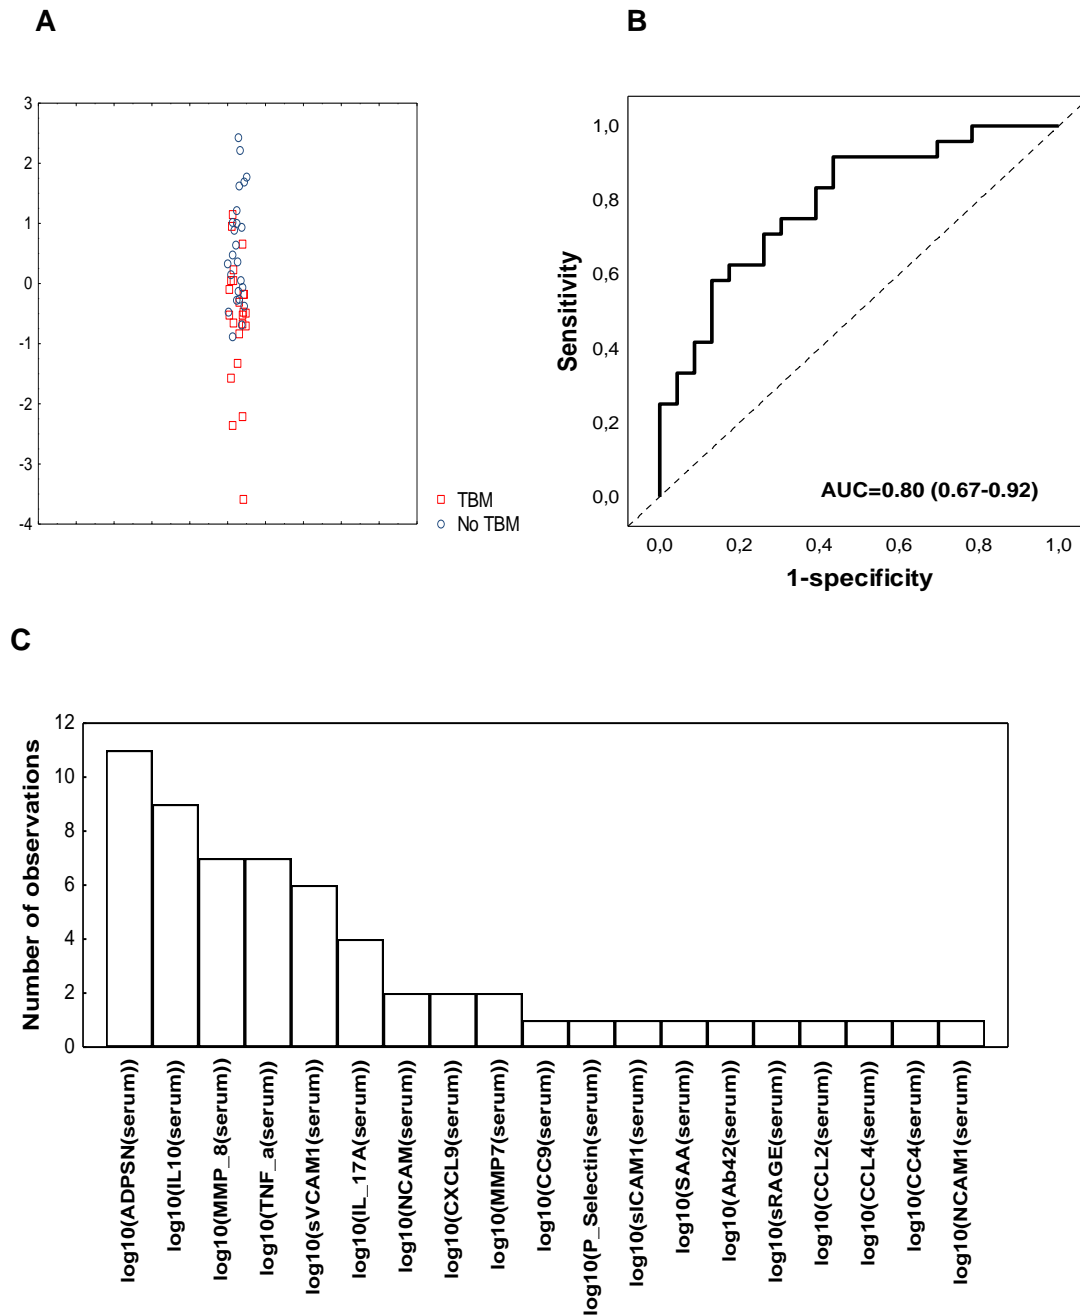 A
3
2
1
0
-1
-2
-3
-4
TBM
No TBM
B
Sensitivity
1,0
0,8
0,6
0,4
0,2
0,0
AUC=0.80 (0.67-0.92)
0,0 0,2 0,4 0,6 0,8 1,0
1-specificity
C
Number of observations
12
10
8
6
4
2
0
log10(ADPSN(serum))
log10(IL10(serum))
log10(MMP_8(serum))
log10(TNF_a(serum))
log10(sVCAM1(serum))
log10(IL_17A(serum))
log10(NCAM(serum))
log10(CXCL9(serum))
log10(MMP7(serum))
log10(CC9(serum))
log10(P_Selectin(serum))
log10(sICAM1(serum))
log10(SAA(serum))
log10(Ab42(serum))
log10(sRAGE(serum))
log10(CCL2(serum))
log10(CCL4(serum))
log10(CC4(serum))
log10(NCAM1(serum))